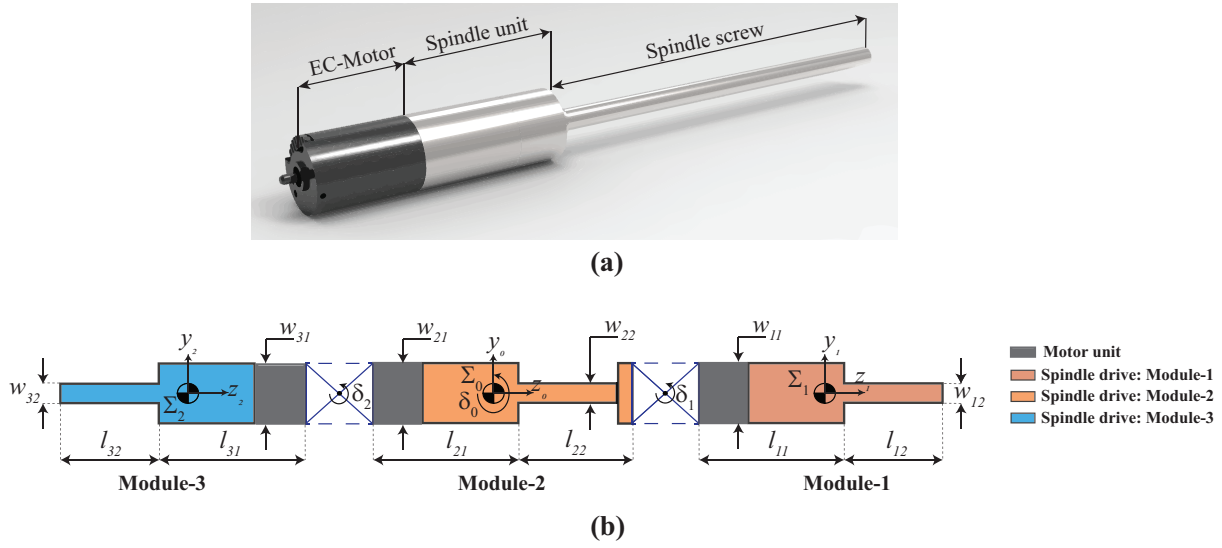 EC-Motor
Spindle unit
Spindle screw
(a)
w₃₂
y₂
Σ₂
z₂
w₃₁
δ₂
w₂₁
y₀
Σ₀
δ₀
z₀
w₂₂
δ₁
w₁₁
y₁
Σ₁
z₁
w₁₂
l₃₂
l₃₁
l₂₁
l₂₂
l₁₁
l₁₂
Module-3
Module-2
Module-1
Motor unit
Spindle drive: Module-1
Spindle drive: Module-2
Spindle drive: Module-3
(b)